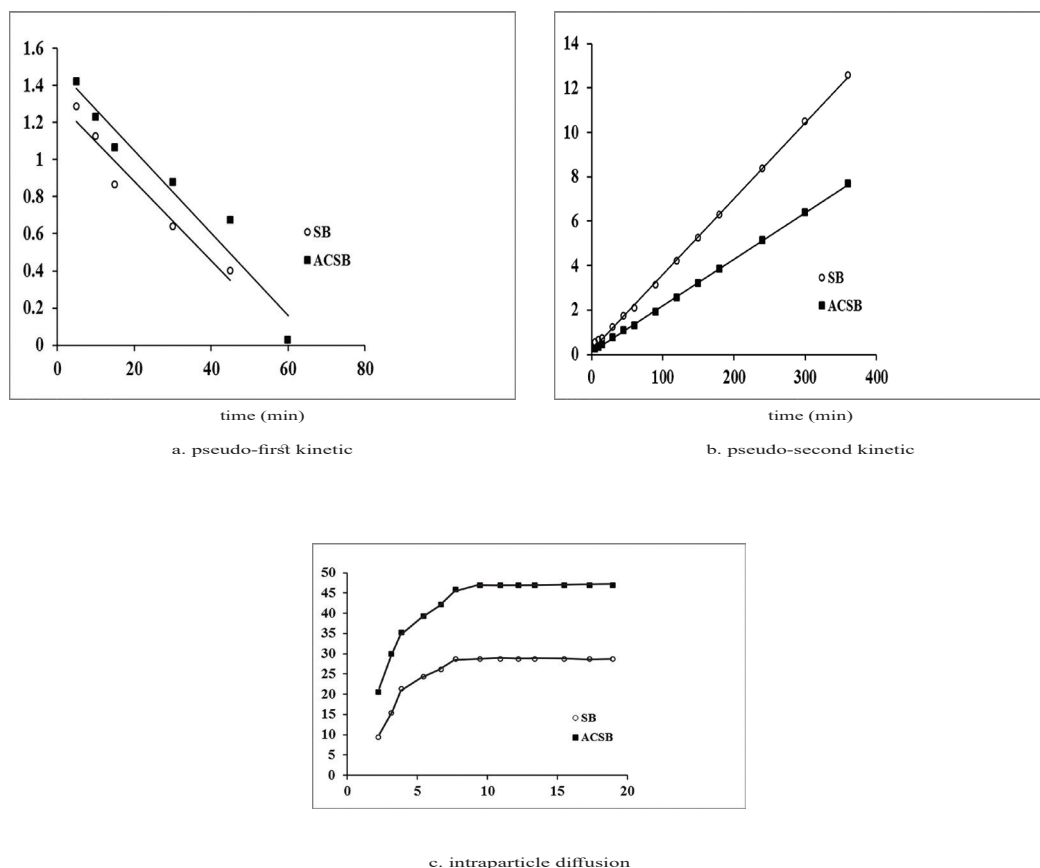 1.6
1.4
1.2
1
0.8
0.6
0.4
0.2
0
0 20 40 60 80
SB
ACSB
time (min)
a. pseudo-first kinetic
14
12
10
8
6
4
2
0
0 100 200 300 400
SB
ACSB
time (min)
b. pseudo-second kinetic
50
45
40
35
30
25
20
15
10
5
0
0 5 10 15 20
SB
ACSB
c. intraparticle diffusion